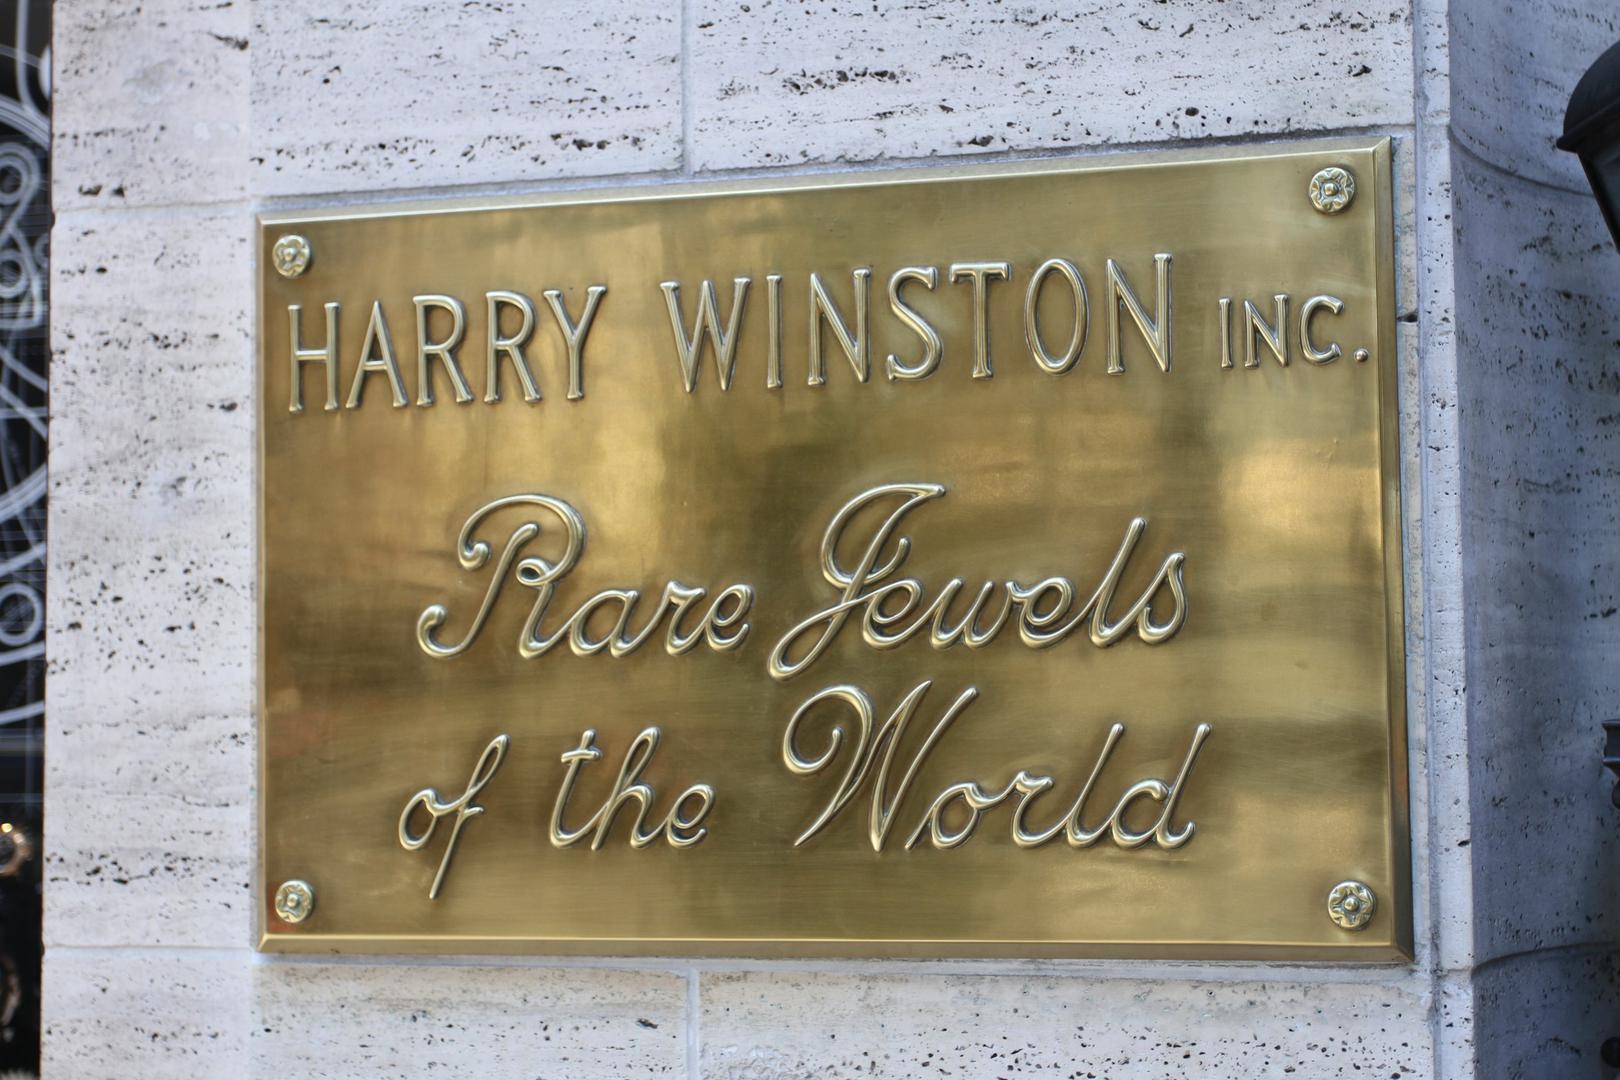 HARRY WINSTON INC.
Rare Jewels
of the World